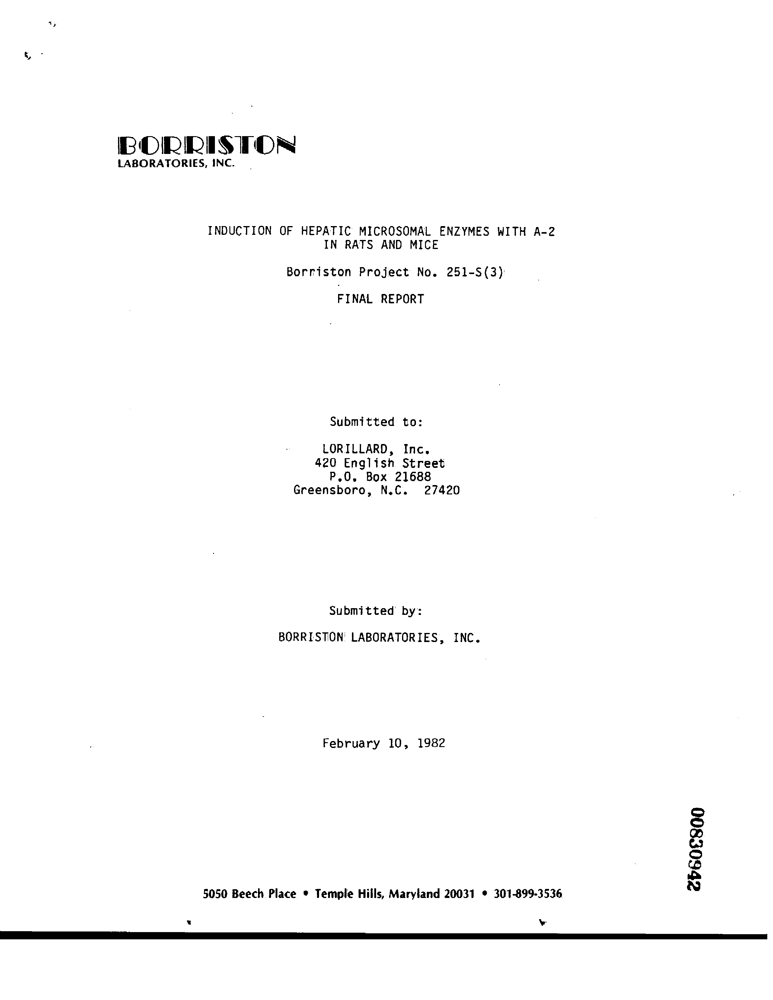 BORRISTON
LABORATORIES, INC.
INDUCTION OF HEPATIC MICROSOMAL ENZYMES WITH A-2
IN RATS AND MICE
Borriston Project No. 251-S(3)
FINAL REPORT
Submitted to:
LORILLARD, Inc.
420 English Street
P.O. Box 21688
Greensboro, N.C. 27420
Submitted by:
BORRISTON LABORATORIES, INC.
February 10, 1982
00830942
5050 Beech Place • Temple Hills, Maryland 20031 • 301-899-3536